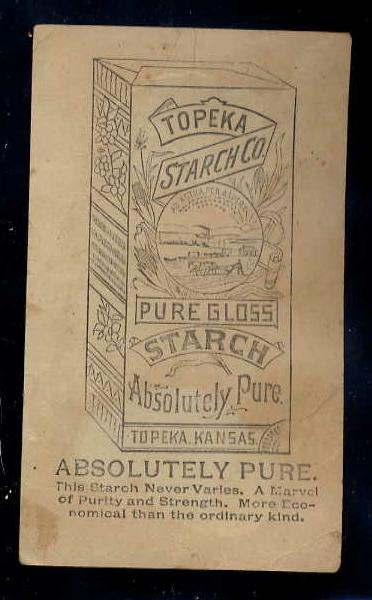 TOPEKA
STARCH CO.
PURE GLOSS
STARCH
Absolutely Pure.
TOPEKA, KANSAS.
ABSOLUTELY PURE.
This Starch Never Varies. A Marvel
of Purity and Strength. More Eco-
nomical than the ordinary kind.